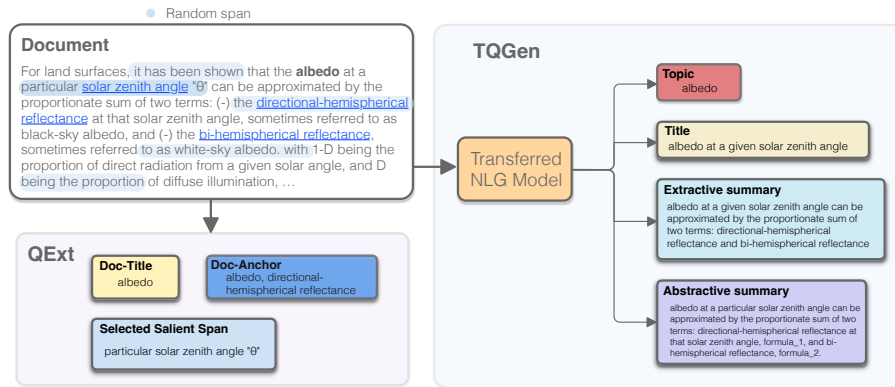 Random span
Document
For land surfaces, it has been shown that the albedo at a
particular solar zenith angle "θ" can be approximated by the
proportionate sum of two terms: (-) the directional-hemispherical
reflectance at that solar zenith angle, sometimes referred to as
black-sky albedo, and (-) the bi-hemispherical reflectance,
sometimes referred to as white-sky albedo. with 1-D being the
proportion of direct radiation from a given solar angle, and D
being the proportion of diffuse illumination, …
QExt
Doc-Title
albedo
Doc-Anchor
albedo, directional-
hemispherical reflectance
Selected Salient Span
particular solar zenith angle "θ"
TQGen
Transferred
NLG Model
Topic
albedo
Title
albedo at a given solar zenith angle
Extractive summary
albedo at a given solar zenith angle can be
approximated by the proportionate sum of
two terms: directional-hemispherical
reflectance and bi-hemispherical reflectance
Abstractive summary
albedo at a particular solar zenith angle can be
approximated by the proportionate sum of two
terms: directional-hemispherical reflectance at
that solar zenith angle, formula_1, and bi-
hemispherical reflectance, formula_2.